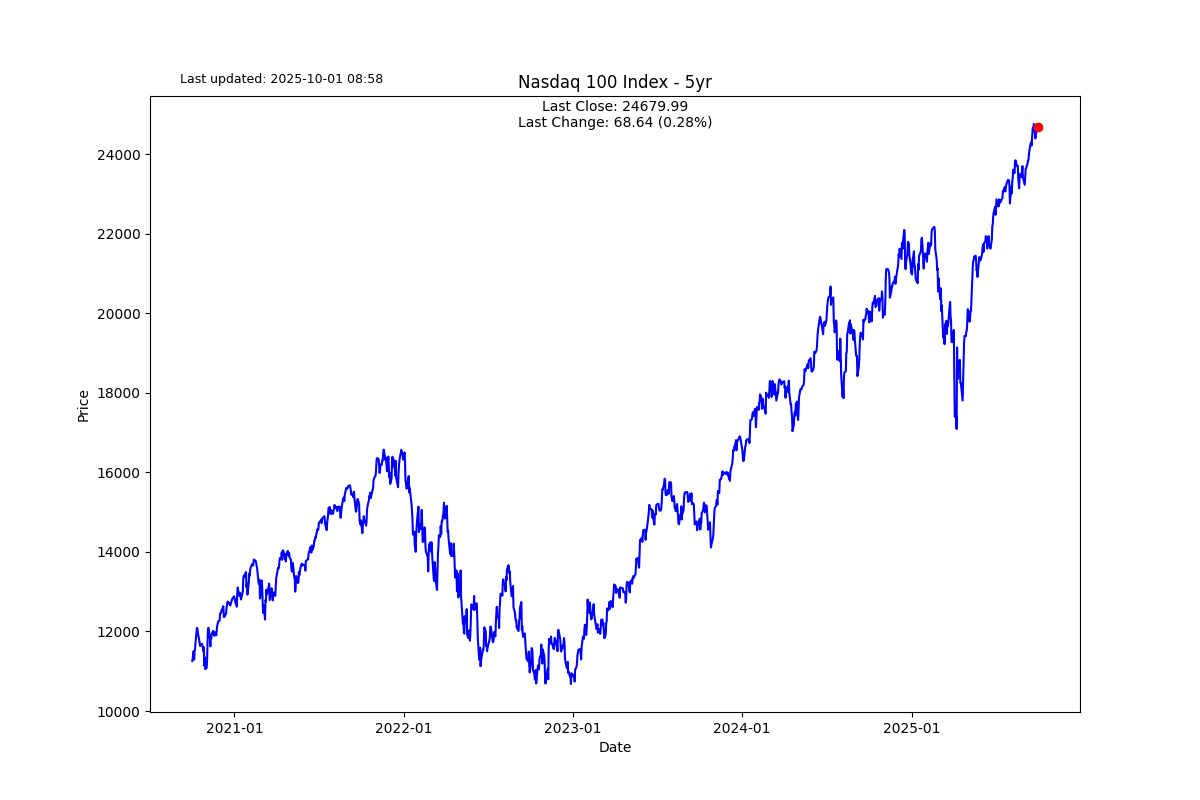 Last updated: 2025-10-01 08:58
Nasdaq 100 Index - 5yr
Last Close: 24679.99
Last Change: 68.64 (0.28%)
24000
22000
20000
18000
16000
14000
12000
10000
Price
2021-01
2022-01
2023-01
2024-01
2025-01
Date